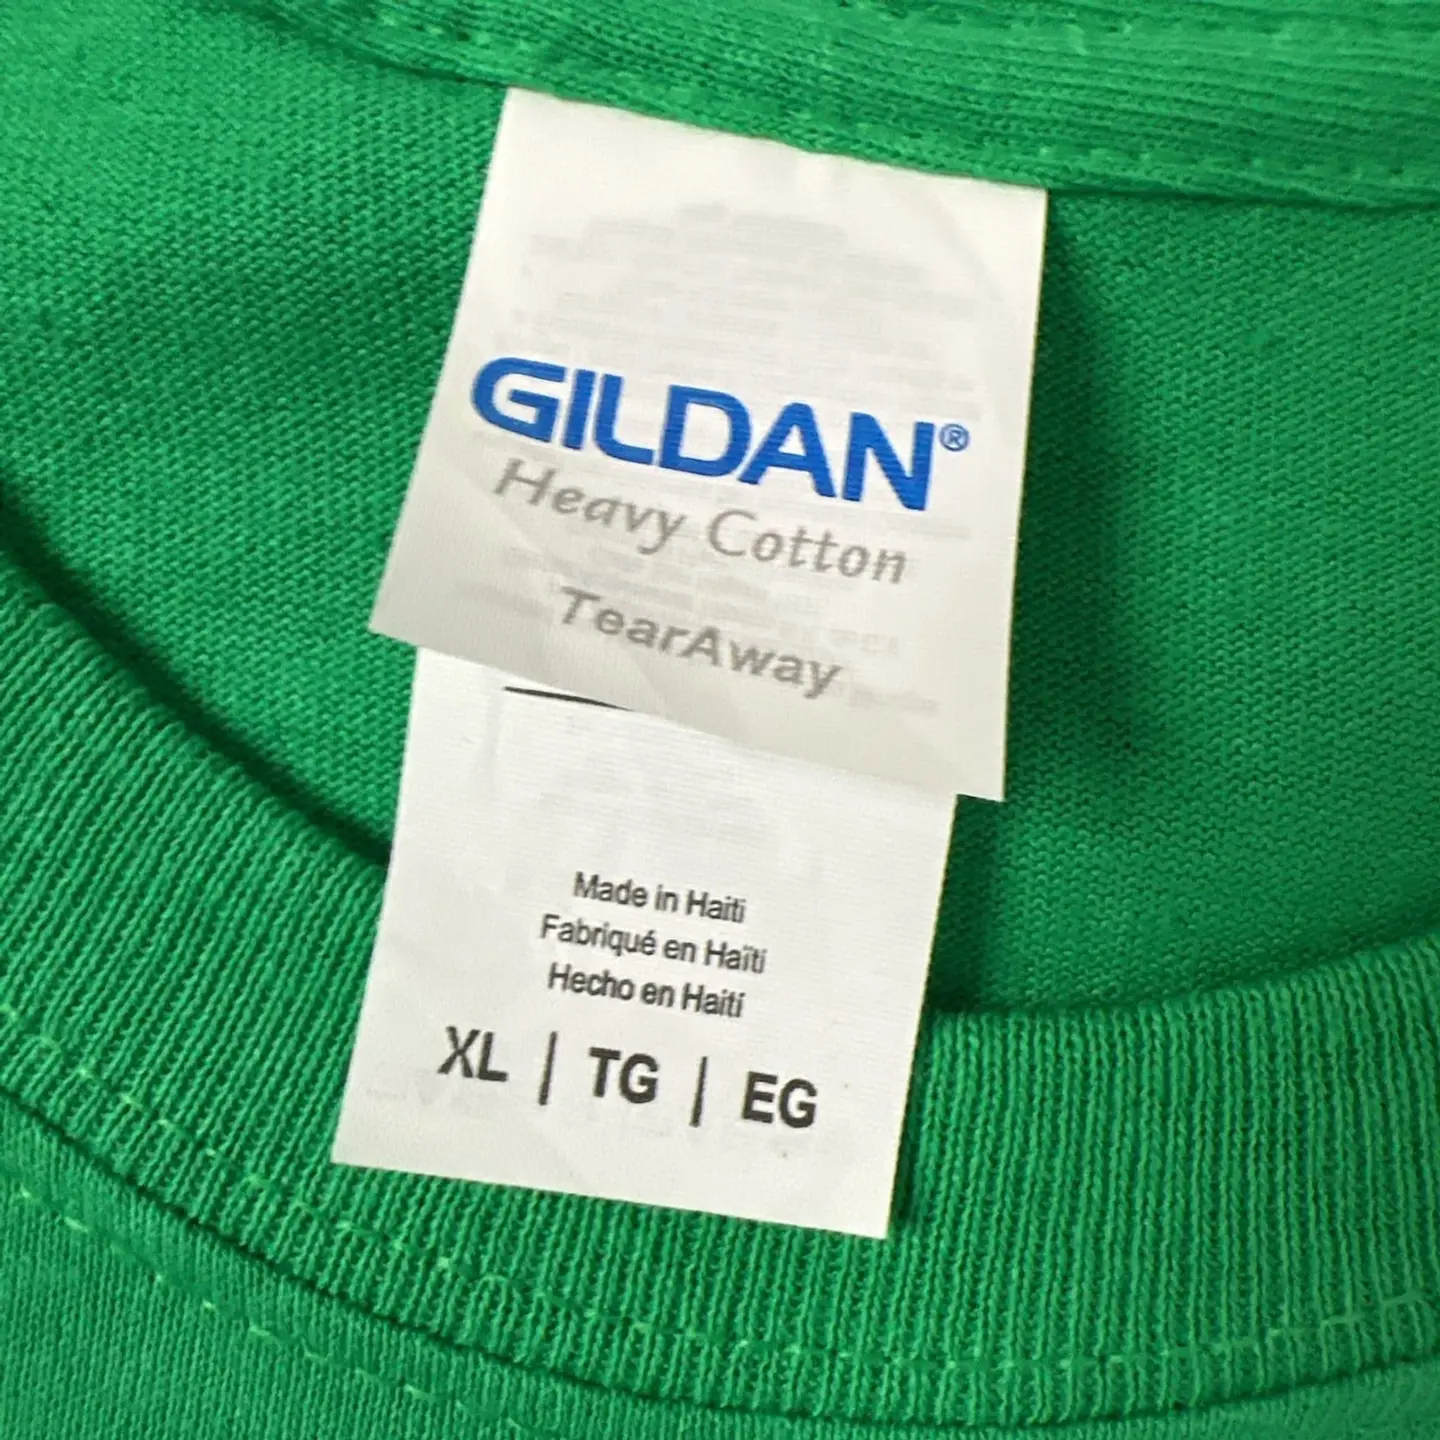 GILDAN®
Heavy Cotton
TearAway
Made in Haiti
Fabriqué en Haïti
Hecho en Haití
XL | TG | EG